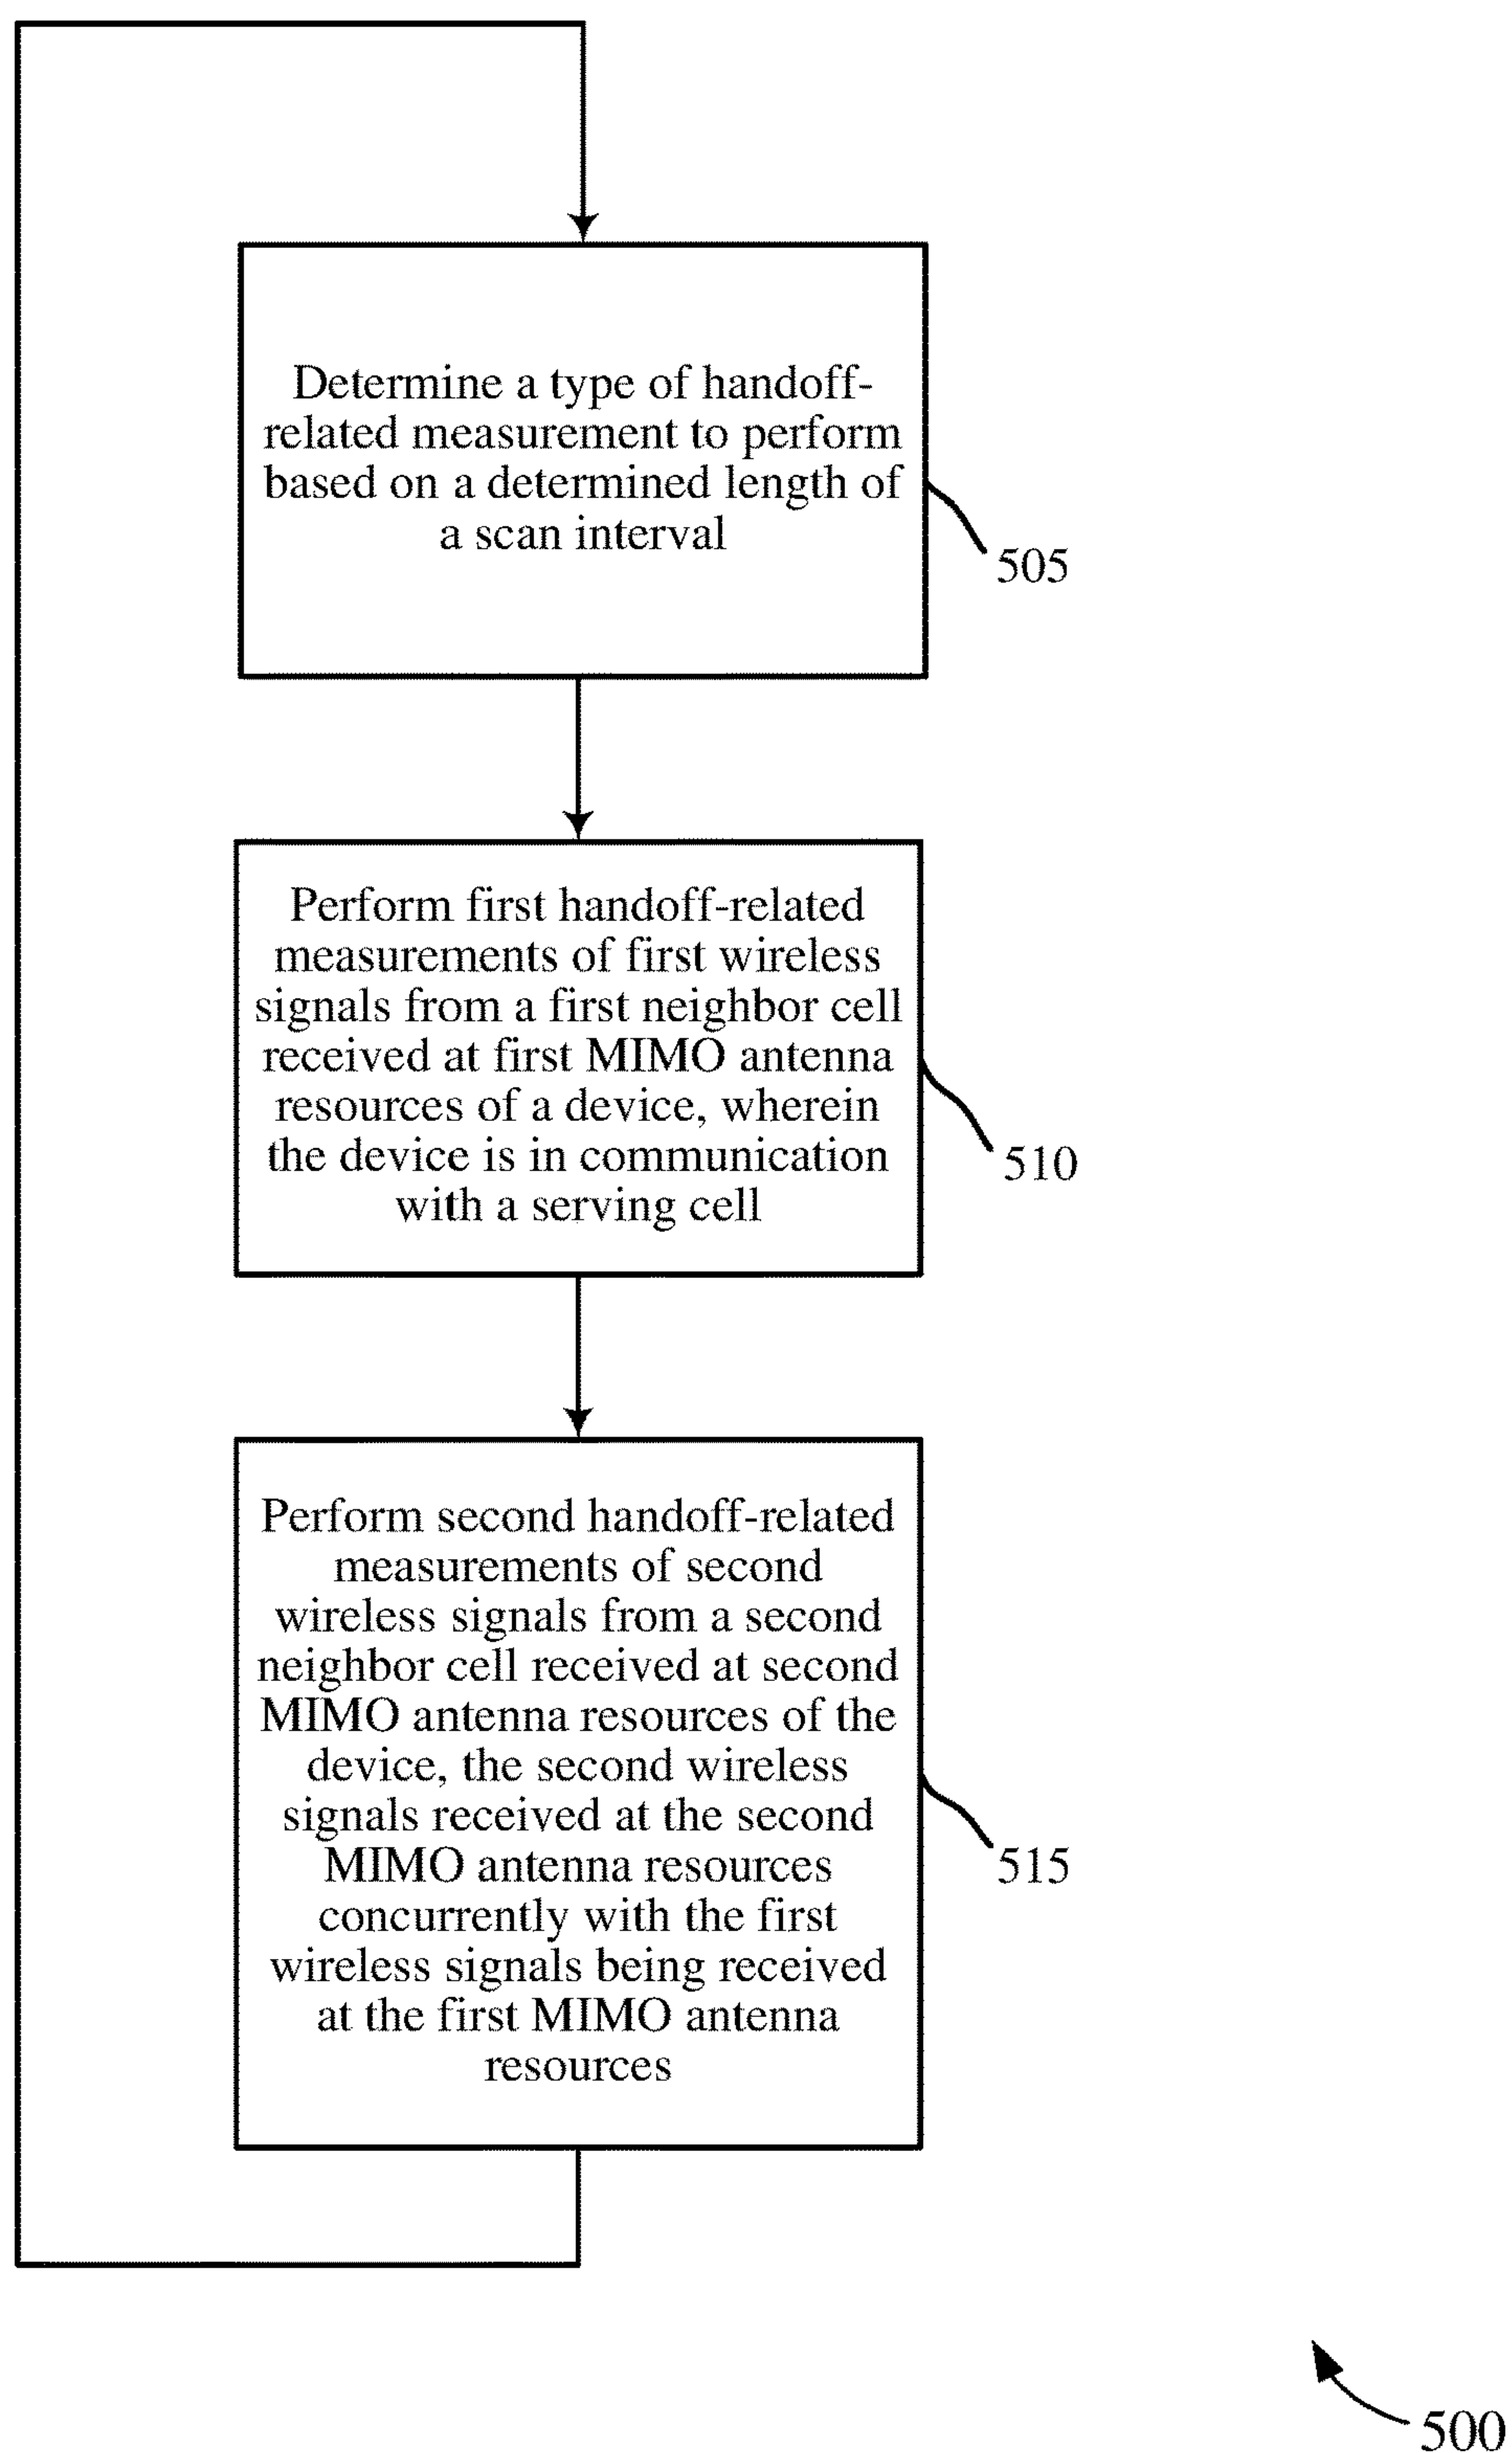 Determine a type of handoff-
related measurement to perform
based on a determined length of
a scan interval
505
Perform first handoff-related
measurements of first wireless
signals from a first neighbor cell
received at first MIMO antenna
resources of a device, wherein
the device is in communication
with a serving cell
510
Perform second handoff-related
measurements of second
wireless signals from a second
neighbor cell received at second
MIMO antenna resources of the
device, the second wireless
signals received at the second
MIMO antenna resources
concurrently with the first
wireless signals being received
at the first MIMO antenna
resources
515
500